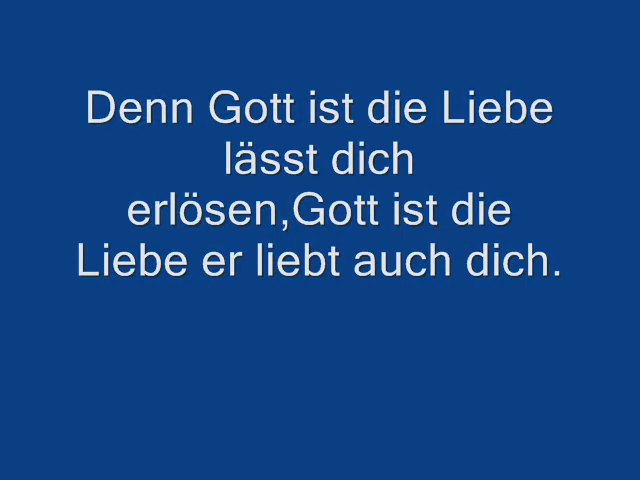 Denn Gott ist die Liebe
lässt dich
erlösen,Gott ist die
Liebe er liebt auch dich.